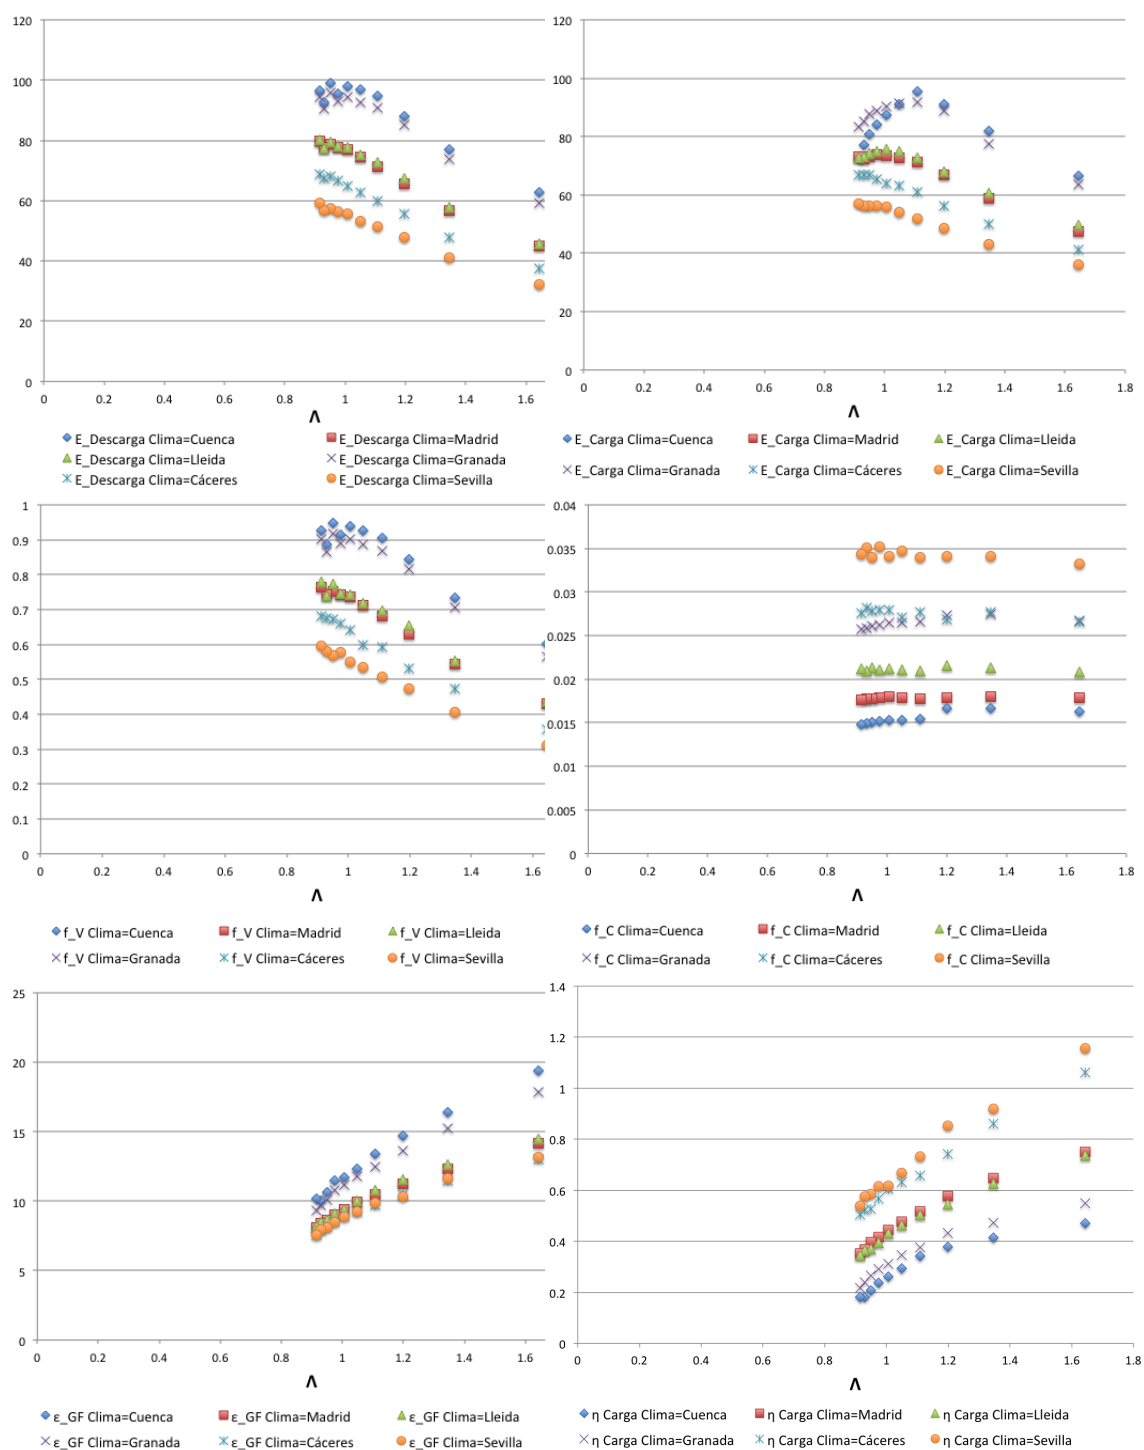 120
100
80
60
40
20
0
0 0.2 0.4 0.6 0.8 1 1.2 1.4 1.6
Λ
E_Descarga Clima=Cuenca E_Descarga Clima=Madrid
E_Descarga Clima=Lleida E_Descarga Clima=Granada
E_Descarga Clima=Cáceres E_Descarga Clima=Sevilla
120
100
80
60
40
20
0
0 0.2 0.4 0.6 0.8 1 1.2 1.4 1.6 1.8
Λ
E_Carga Clima=Cuenca E_Carga Clima=Madrid E_Carga Clima=Lleida
E_Carga Clima=Granada E_Carga Clima=Cáceres E_Carga Clima=Sevilla
1
0.9
0.8
0.7
0.6
0.5
0.4
0.3
0.2
0.1
0
0 0.2 0.4 0.6 0.8 1 1.2 1.4 1.6
Λ
f_V Clima=Cuenca f_V Clima=Madrid f_V Clima=Lleida
f_V Clima=Granada f_V Clima=Cáceres f_V Clima=Sevilla
0.04
0.035
0.03
0.025
0.02
0.015
0.01
0.005
0
0 0.2 0.4 0.6 0.8 1 1.2 1.4 1.6 1.8
Λ
f_C Clima=Cuenca f_C Clima=Madrid f_C Clima=Lleida
f_C Clima=Granada f_C Clima=Cáceres f_C Clima=Sevilla
25
20
15
10
5
0
0 0.2 0.4 0.6 0.8 1 1.2 1.4 1.6
Λ
ε_GF Clima=Cuenca ε_GF Clima=Madrid ε_GF Clima=Lleida
ε_GF Clima=Granada ε_GF Clima=Cáceres ε_GF Clima=Sevilla
1.4
1.2
1
0.8
0.6
0.4
0.2
0
0 0.2 0.4 0.6 0.8 1 1.2 1.4 1.6 1.8
Λ
η Carga Clima=Cuenca η Carga Clima=Madrid η Carga Clima=Lleida
η Carga Clima=Granada η Carga Clima=Cáceres η Carga Clima=Sevilla